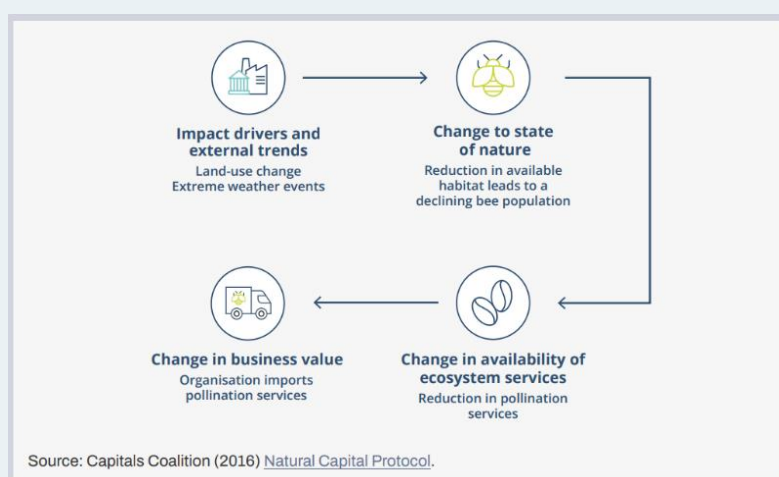 Impact drivers and
external trends
Land-use change
Extreme weather events
Change to state
of nature
Reduction in available
habitat leads to a
declining bee population
Change in business value
Organisation imports
pollination services
Change in availability of
ecosystem services
Reduction in pollination
services
Source: Capitals Coalition (2016) Natural Capital Protocol.